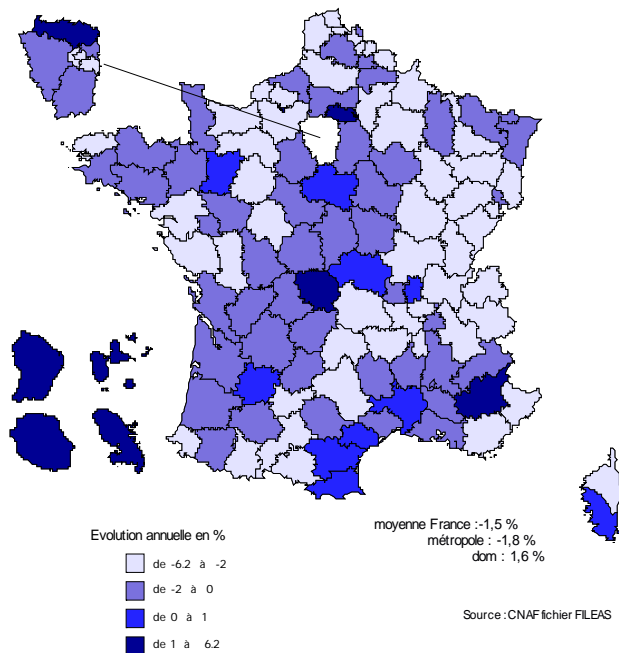 Evolution annuelle en %
de -6.2 à -2
de -2 à 0
de 0 à 1
de 1 à 6.2
moyenne France :-1,5 %
métropole : -1,8 %
dom : 1,6 %
Source : CNAF fichier FILEAS